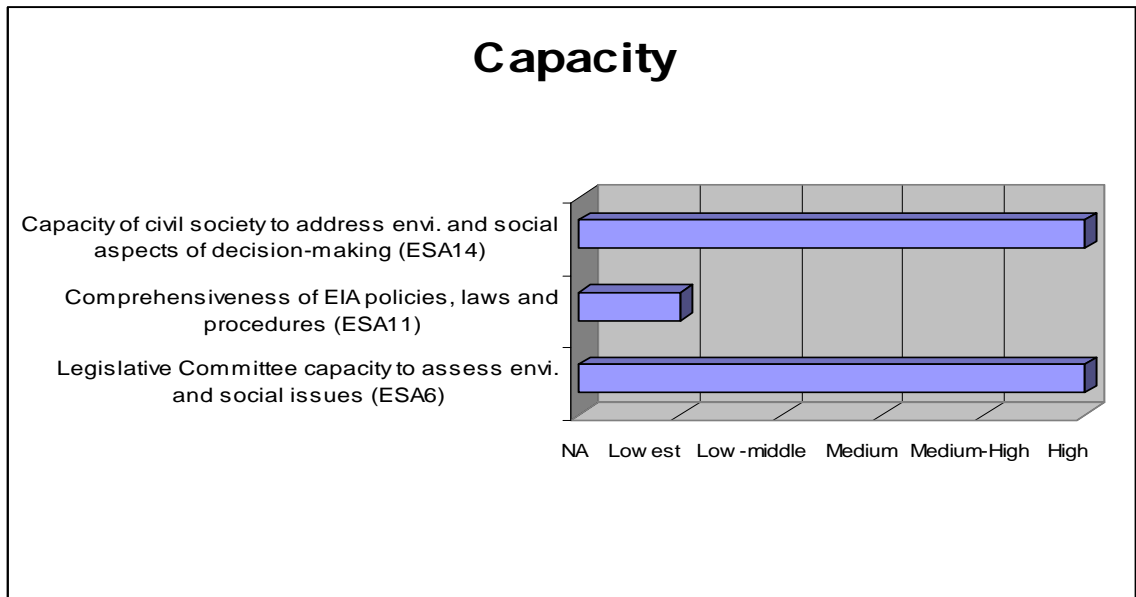 Capacity
Capacity of civil society to address envi. and social
aspects of decision-making (ESA14)
Comprehensiveness of EIA policies, laws and
procedures (ESA11)
Legislative Committee capacity to assess envi.
and social issues (ESA6)
NA Lowest Low-middle Medium Medium-High High